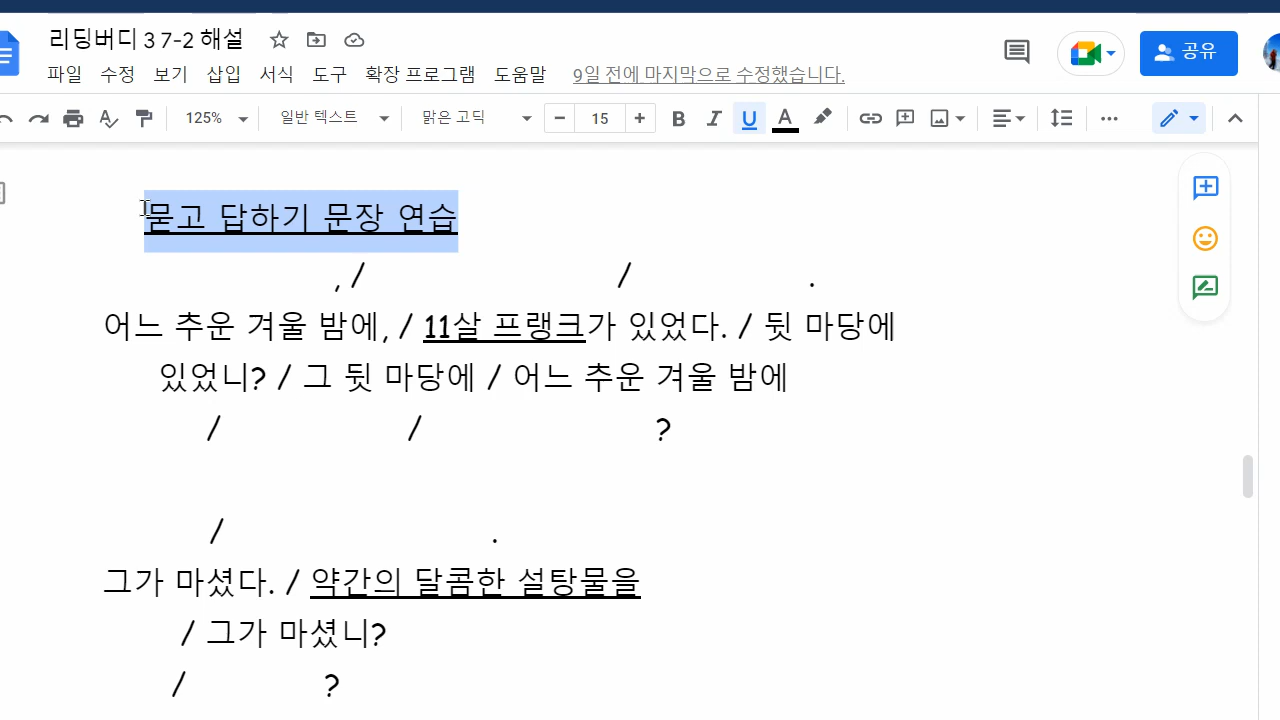 리딩버디 3 7-2 해설
파일 수정 보기 삽입 서식 도구 확장 프로그램 도움말 9일 전에 마지막으로 수정했습니다.
공유
125% 일반 텍스트 맑은 고딕 − 15 + B I U A
묻고 답하기 문장 연습
, / / .
어느 추운 겨울 밤에, / 11살 프랭크가 있었다. / 뒷 마당에
있었니? / 그 뒷 마당에 / 어느 추운 겨울 밤에
/ / ?
/ .
그가 마셨다. / 약간의 달콤한 설탕물을
/ 그가 마셨니?
/ ?